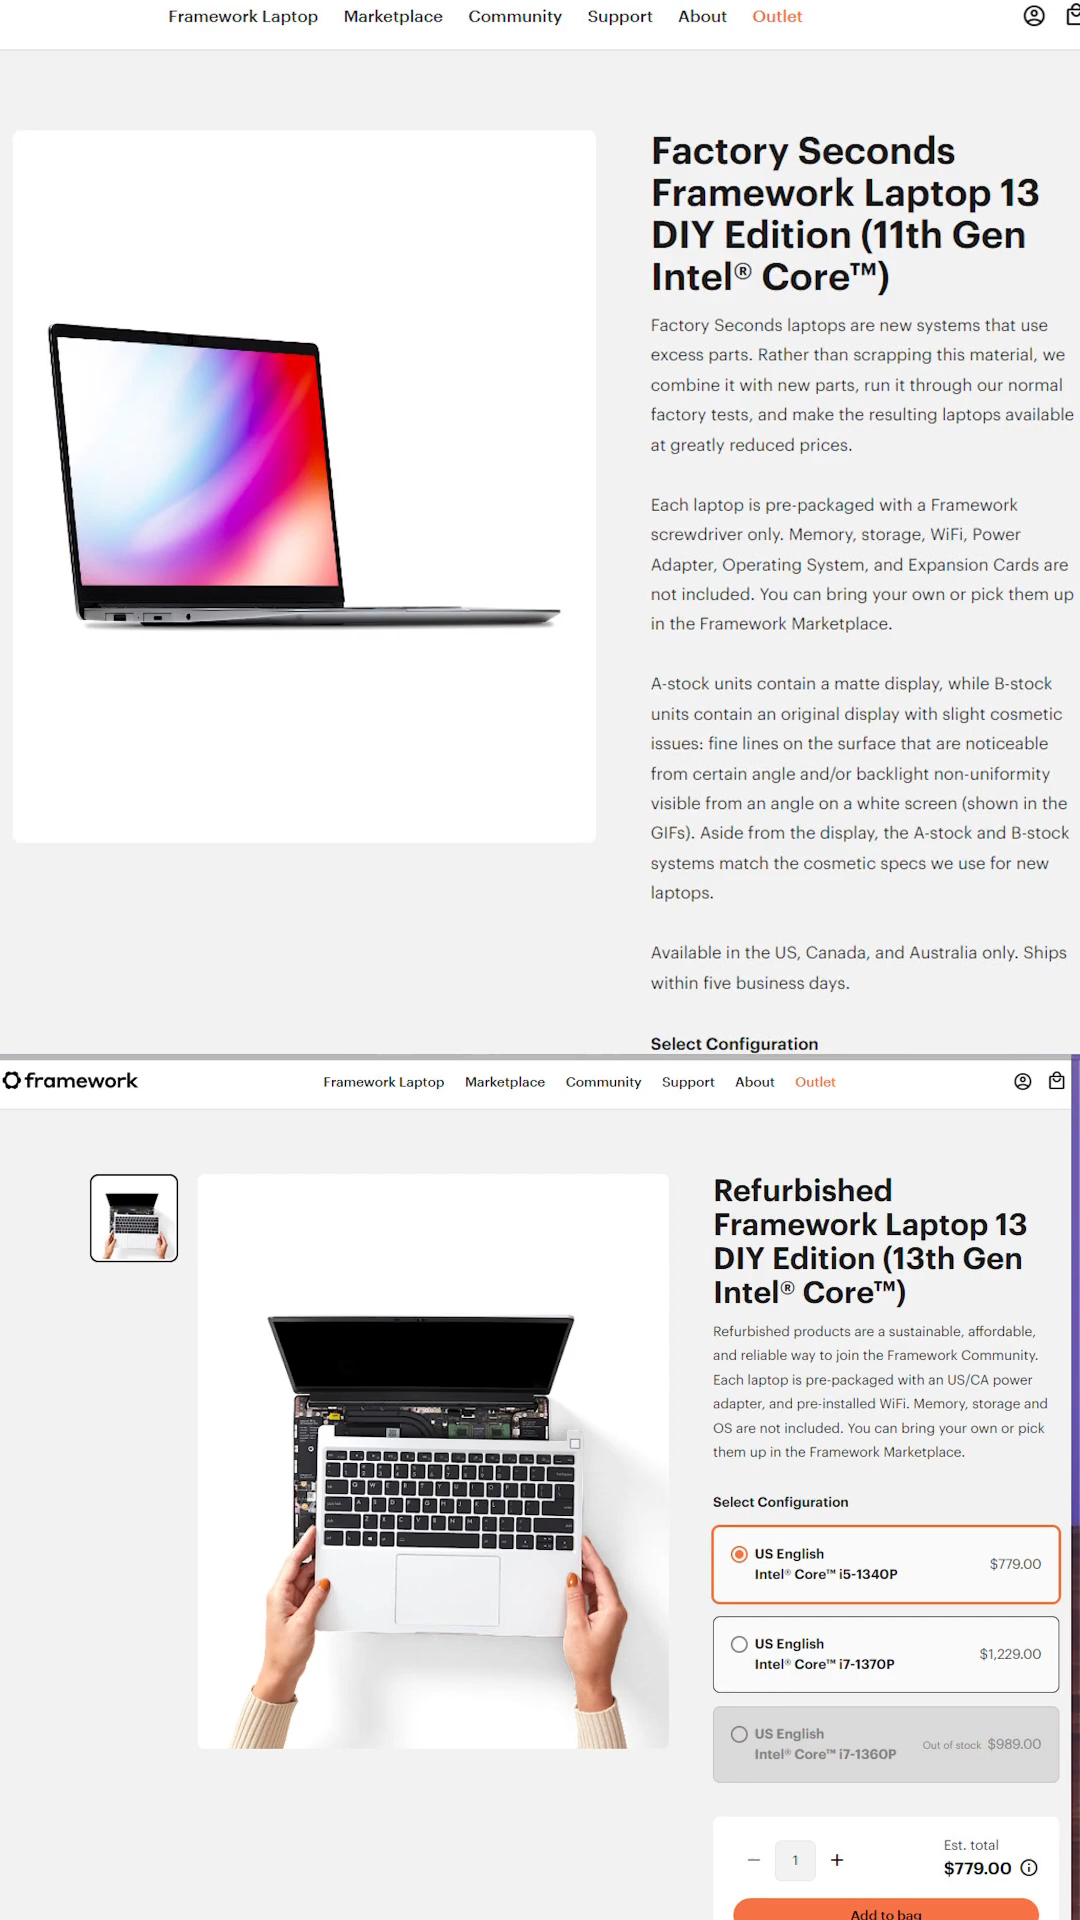 Framework Laptop Marketplace Community Support About Outlet
Factory Seconds
Framework Laptop 13
DIY Edition (11th Gen
Intel® Core™)
Factory Seconds laptops are new systems that use
excess parts. Rather than scrapping this material, we
combine it with new parts, run it through our normal
factory tests, and make the resulting laptops available
at greatly reduced prices.
Each laptop is pre-packaged with a Framework
screwdriver only. Memory, storage, WiFi, Power
Adapter, Operating System, and Expansion Cards are
not included. You can bring your own or pick them up
in the Framework Marketplace.
A-stock units contain a matte display, while B-stock
units contain an original display with slight cosmetic
issues: fine lines on the surface that are noticeable
from certain angle and/or backlight non-uniformity
visible from an angle on a white screen (shown in the
GIFs). Aside from the display, the A-stock and B-stock
systems match the cosmetic specs we use for new
laptops.
Available in the US, Canada, and Australia only. Ships
within five business days.
Select Configuration
framework Framework Laptop Marketplace Community Support About Outlet
Refurbished
Framework Laptop 13
DIY Edition (13th Gen
Intel® Core™)
Refurbished products are a sustainable, affordable,
and reliable way to join the Framework Community.
Each laptop is pre-packaged with an US/CA power
adapter, and pre-installed WiFi. Memory, storage and
OS are not included. You can bring your own or pick
them up in the Framework Marketplace.
Select Configuration
US English
Intel® Core™ i5-1340P $779.00
US English
Intel® Core™ i7-1370P $1,229.00
US English
Intel® Core™ i7-1360P Out of stock $989.00
Est. total
− 1 + $779.00
Add to bag